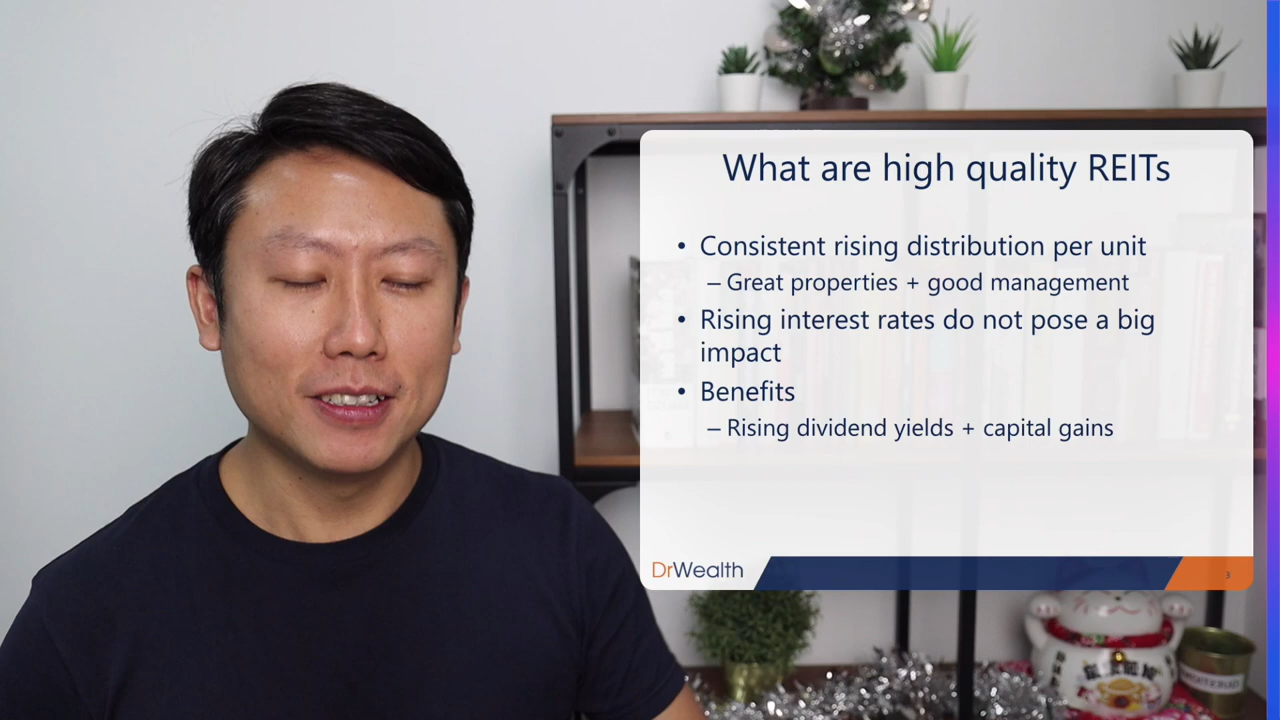 What are high quality REITs
• Consistent rising distribution per unit
– Great properties + good management
• Rising interest rates do not pose a big
impact
• Benefits
– Rising dividend yields + capital gains
DrWealth
3